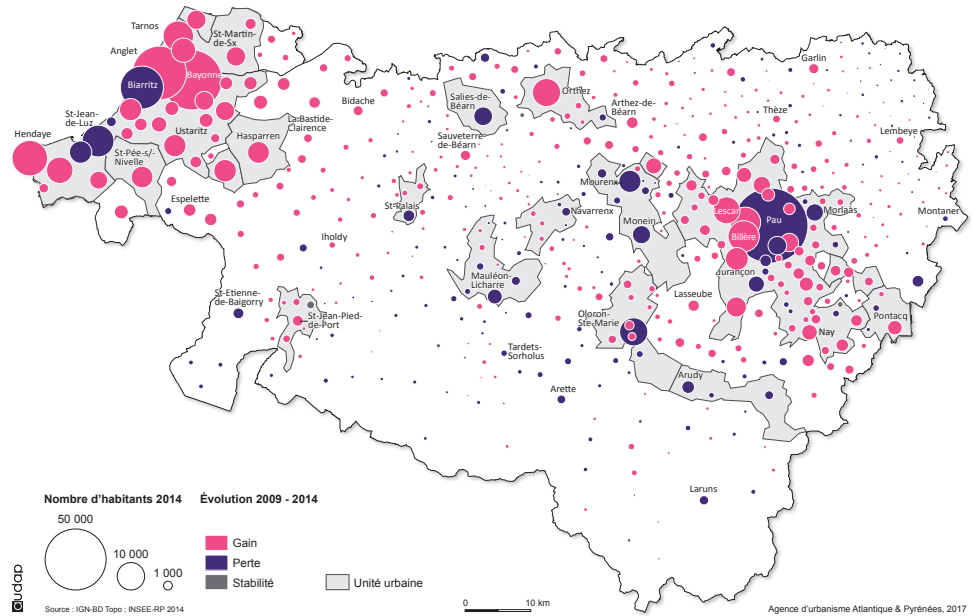 Tarnos
St-Martin-
de-Sx
Anglet
Bayonne
Biarritz
Garlin
Bidache
Salies-de-
Béarn
Orthez
Arthez-de-
Béarn
Thèze
St-Jean-
de-Luz
Hendaye
Ustaritz
La-Bastide-
Clairence
Hasparren
Sauveterre-
de-Béarn
Lembeye
St-Pée-s/-
Nivelle
Mourenx
Espelette
St-Palais
Navarrenx
Monein
Lescar
Pau
Morlaàs
Montaner
Billère
Iholdy
Mauléon-
Licharre
Jurançon
St-Etienne-
de-Baigorry
St-Jean-Pied-
de-Port
Oloron-
Ste-Marie
Lasseube
Pontacq
Nay
Tardets-
Sorholus
Arette
Arudy
Laruns
Nombre d'habitants 2014
50 000
10 000
1 000
Évolution 2009 - 2014
Gain
Perte
Stabilité
Unité urbaine
audap
Source : IGN-BD Topo ; INSEE-RP 2014
0 10 km
Agence d'urbanisme Atlantique & Pyrénées, 2017